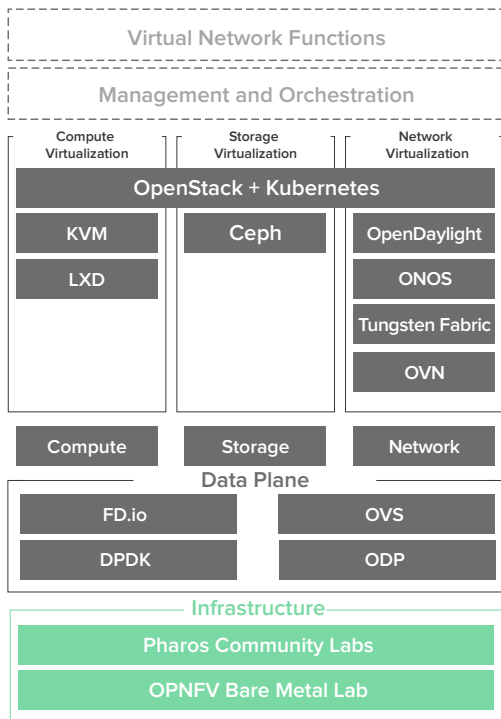 Virtual Network Functions
Management and Orchestration
Compute
Virtualization
Storage
Virtualization
Network
Virtualization
OpenStack + Kubernetes
KVM
Ceph
OpenDaylight
LXD
ONOS
Tungsten Fabric
OVN
Compute
Storage
Network
Data Plane
FD.io
OVS
DPDK
ODP
Infrastructure
Pharos Community Labs
OPNFV Bare Metal Lab